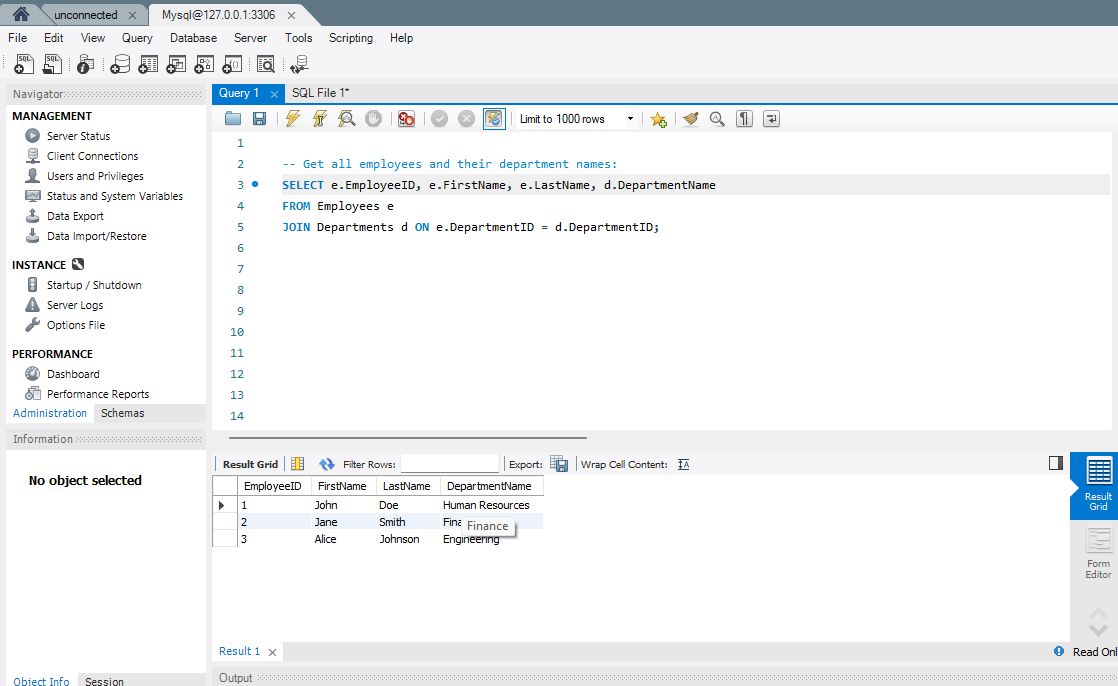 unconnected
Mysql@127.0.0.1:3306
File Edit View Query Database Server Tools Scripting Help
Navigator
MANAGEMENT
Server Status
Client Connections
Users and Privileges
Status and System Variables
Data Export
Data Import/Restore
INSTANCE
Startup / Shutdown
Server Logs
Options File
PERFORMANCE
Dashboard
Performance Reports
Administration Schemas
Information
No object selected
Object Info Session
Query 1 SQL File 1*
Limit to 1000 rows
1
2 -- Get all employees and their department names:
3 SELECT e.EmployeeID, e.FirstName, e.LastName, d.DepartmentName
4 FROM Employees e
5 JOIN Departments d ON e.DepartmentID = d.DepartmentID;
6
7
8
9
10
11
12
13
14
Result Grid Filter Rows: Export: Wrap Cell Content:
EmployeeID FirstName LastName DepartmentName
1 John Doe Human Resources
2 Jane Smith Fina
Finance
3 Alice Johnson Engineering
Result
Grid
Form
Editor
Result 1
Read Onl
Output